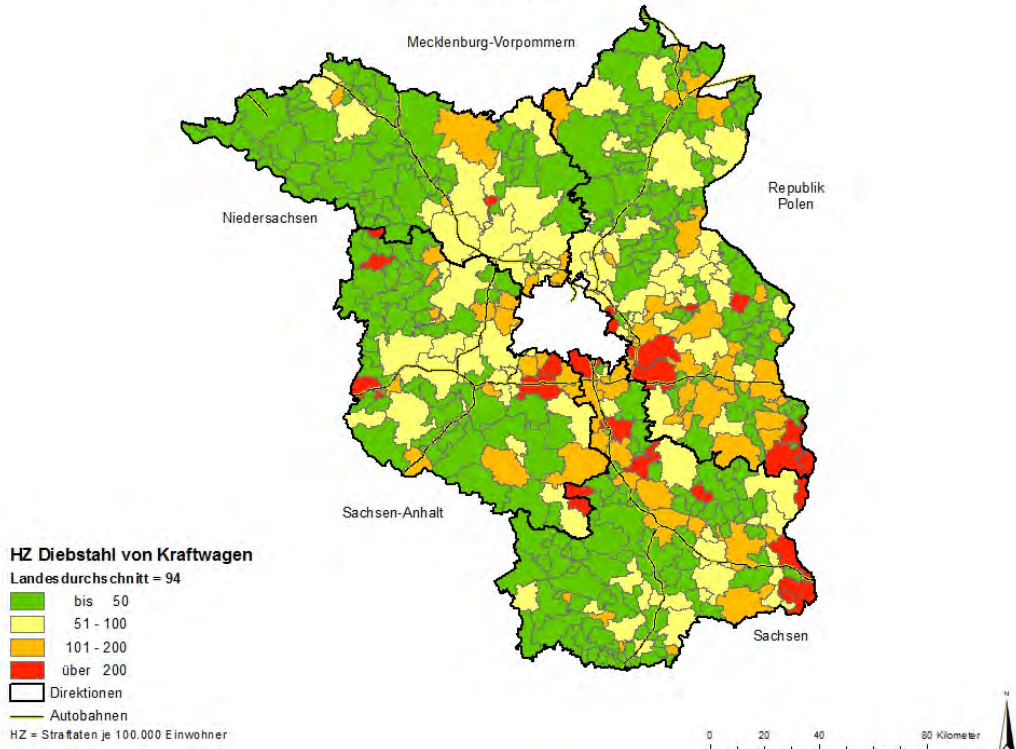 Mecklenburg-Vorpommern
Republik
Polen
Niedersachsen
Sachsen-Anhalt
Sachsen
HZ Diebstahl von Kraftwagen
Landesdurchschnitt = 94
bis 50
51 - 100
101 - 200
über 200
Direktionen
Autobahnen
HZ = Straftaten je 100.000 Einwohner
0 20 40 80 Kilometer
N